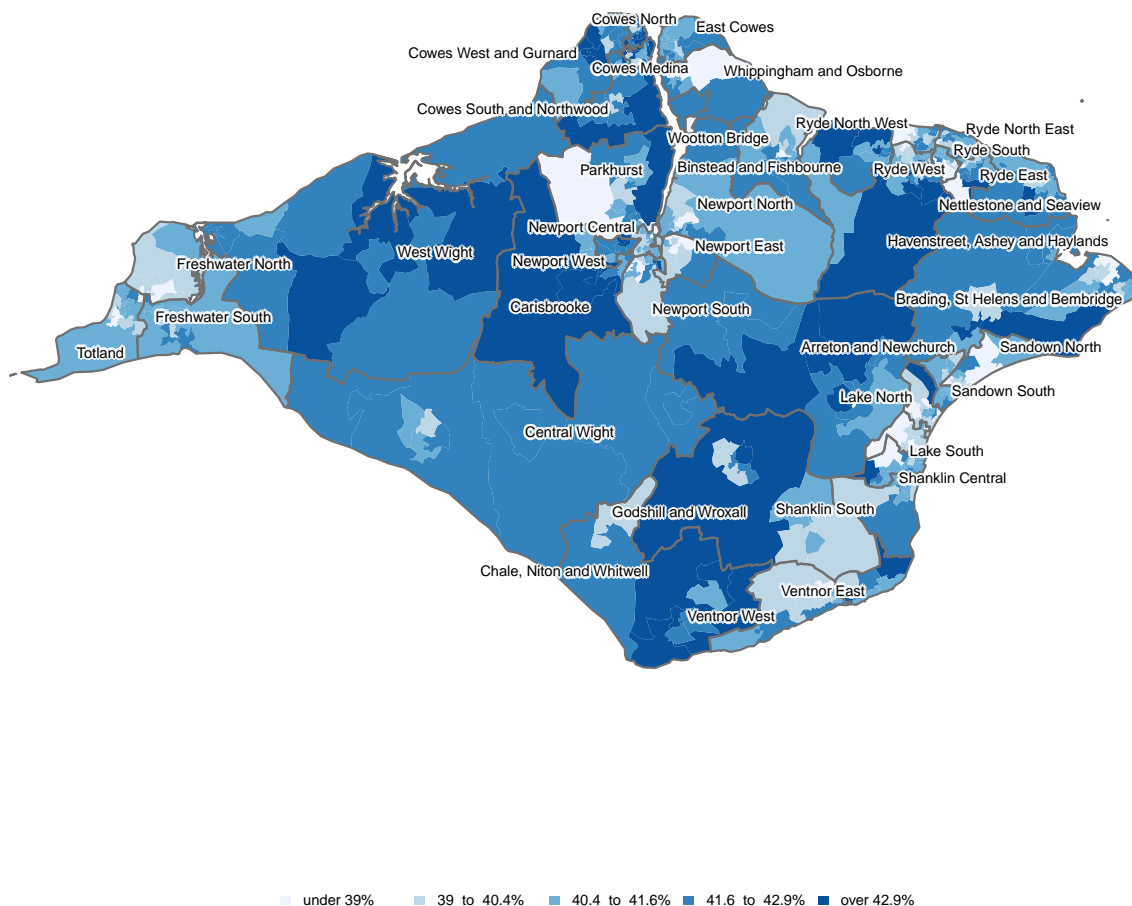 Cowes North
East Cowes
Cowes West and Gurnard
Cowes Medina
Whippingham and Osborne
Cowes South and Northwood
Ryde North West
Ryde North East
Wootton Bridge
Ryde South
Parkhurst
Binstead and Fishbourne
Ryde West
Ryde East
Newport North
Nettlestone and Seaview
Newport Central
Havenstreet, Ashey and Haylands
Newport East
West Wight
Newport West
Freshwater North
Brading, St Helens and Bembridge
Carisbrooke
Newport South
Freshwater South
Arreton and Newchurch
Sandown North
Totland
Sandown South
Lake North
Central Wight
Lake South
Shanklin Central
Godshill and Wroxall
Shanklin South
Chale, Niton and Whitwell
Ventnor East
Ventnor West
under 39% 39 to 40.4% 40.4 to 41.6% 41.6 to 42.9% over 42.9%